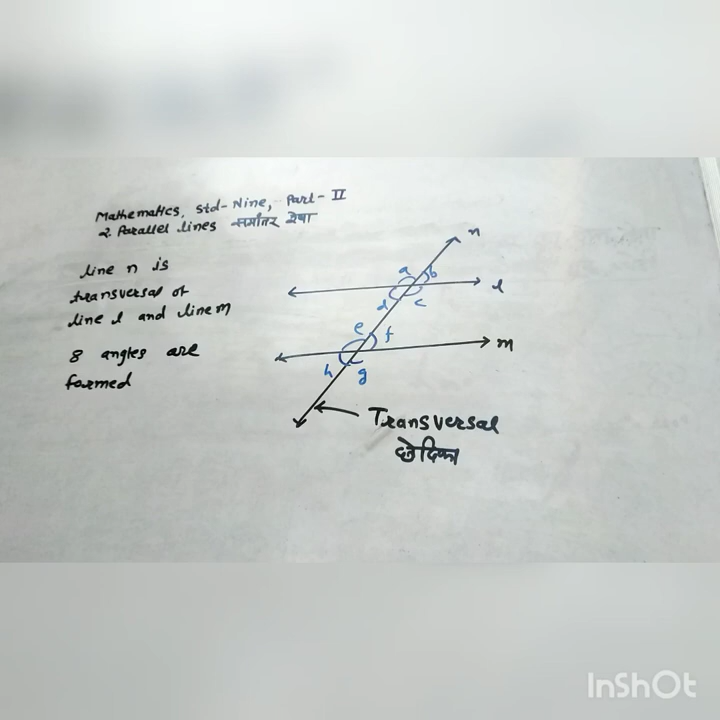 Mathematics, Std-Nine, Part-II
2. Parallel lines समांतर रेषा
line n is
transversal of
line l and line m
8 angles are
formed
n
a b
l
d c
e f
m
h g
Transversal
छेदिका
InShOt